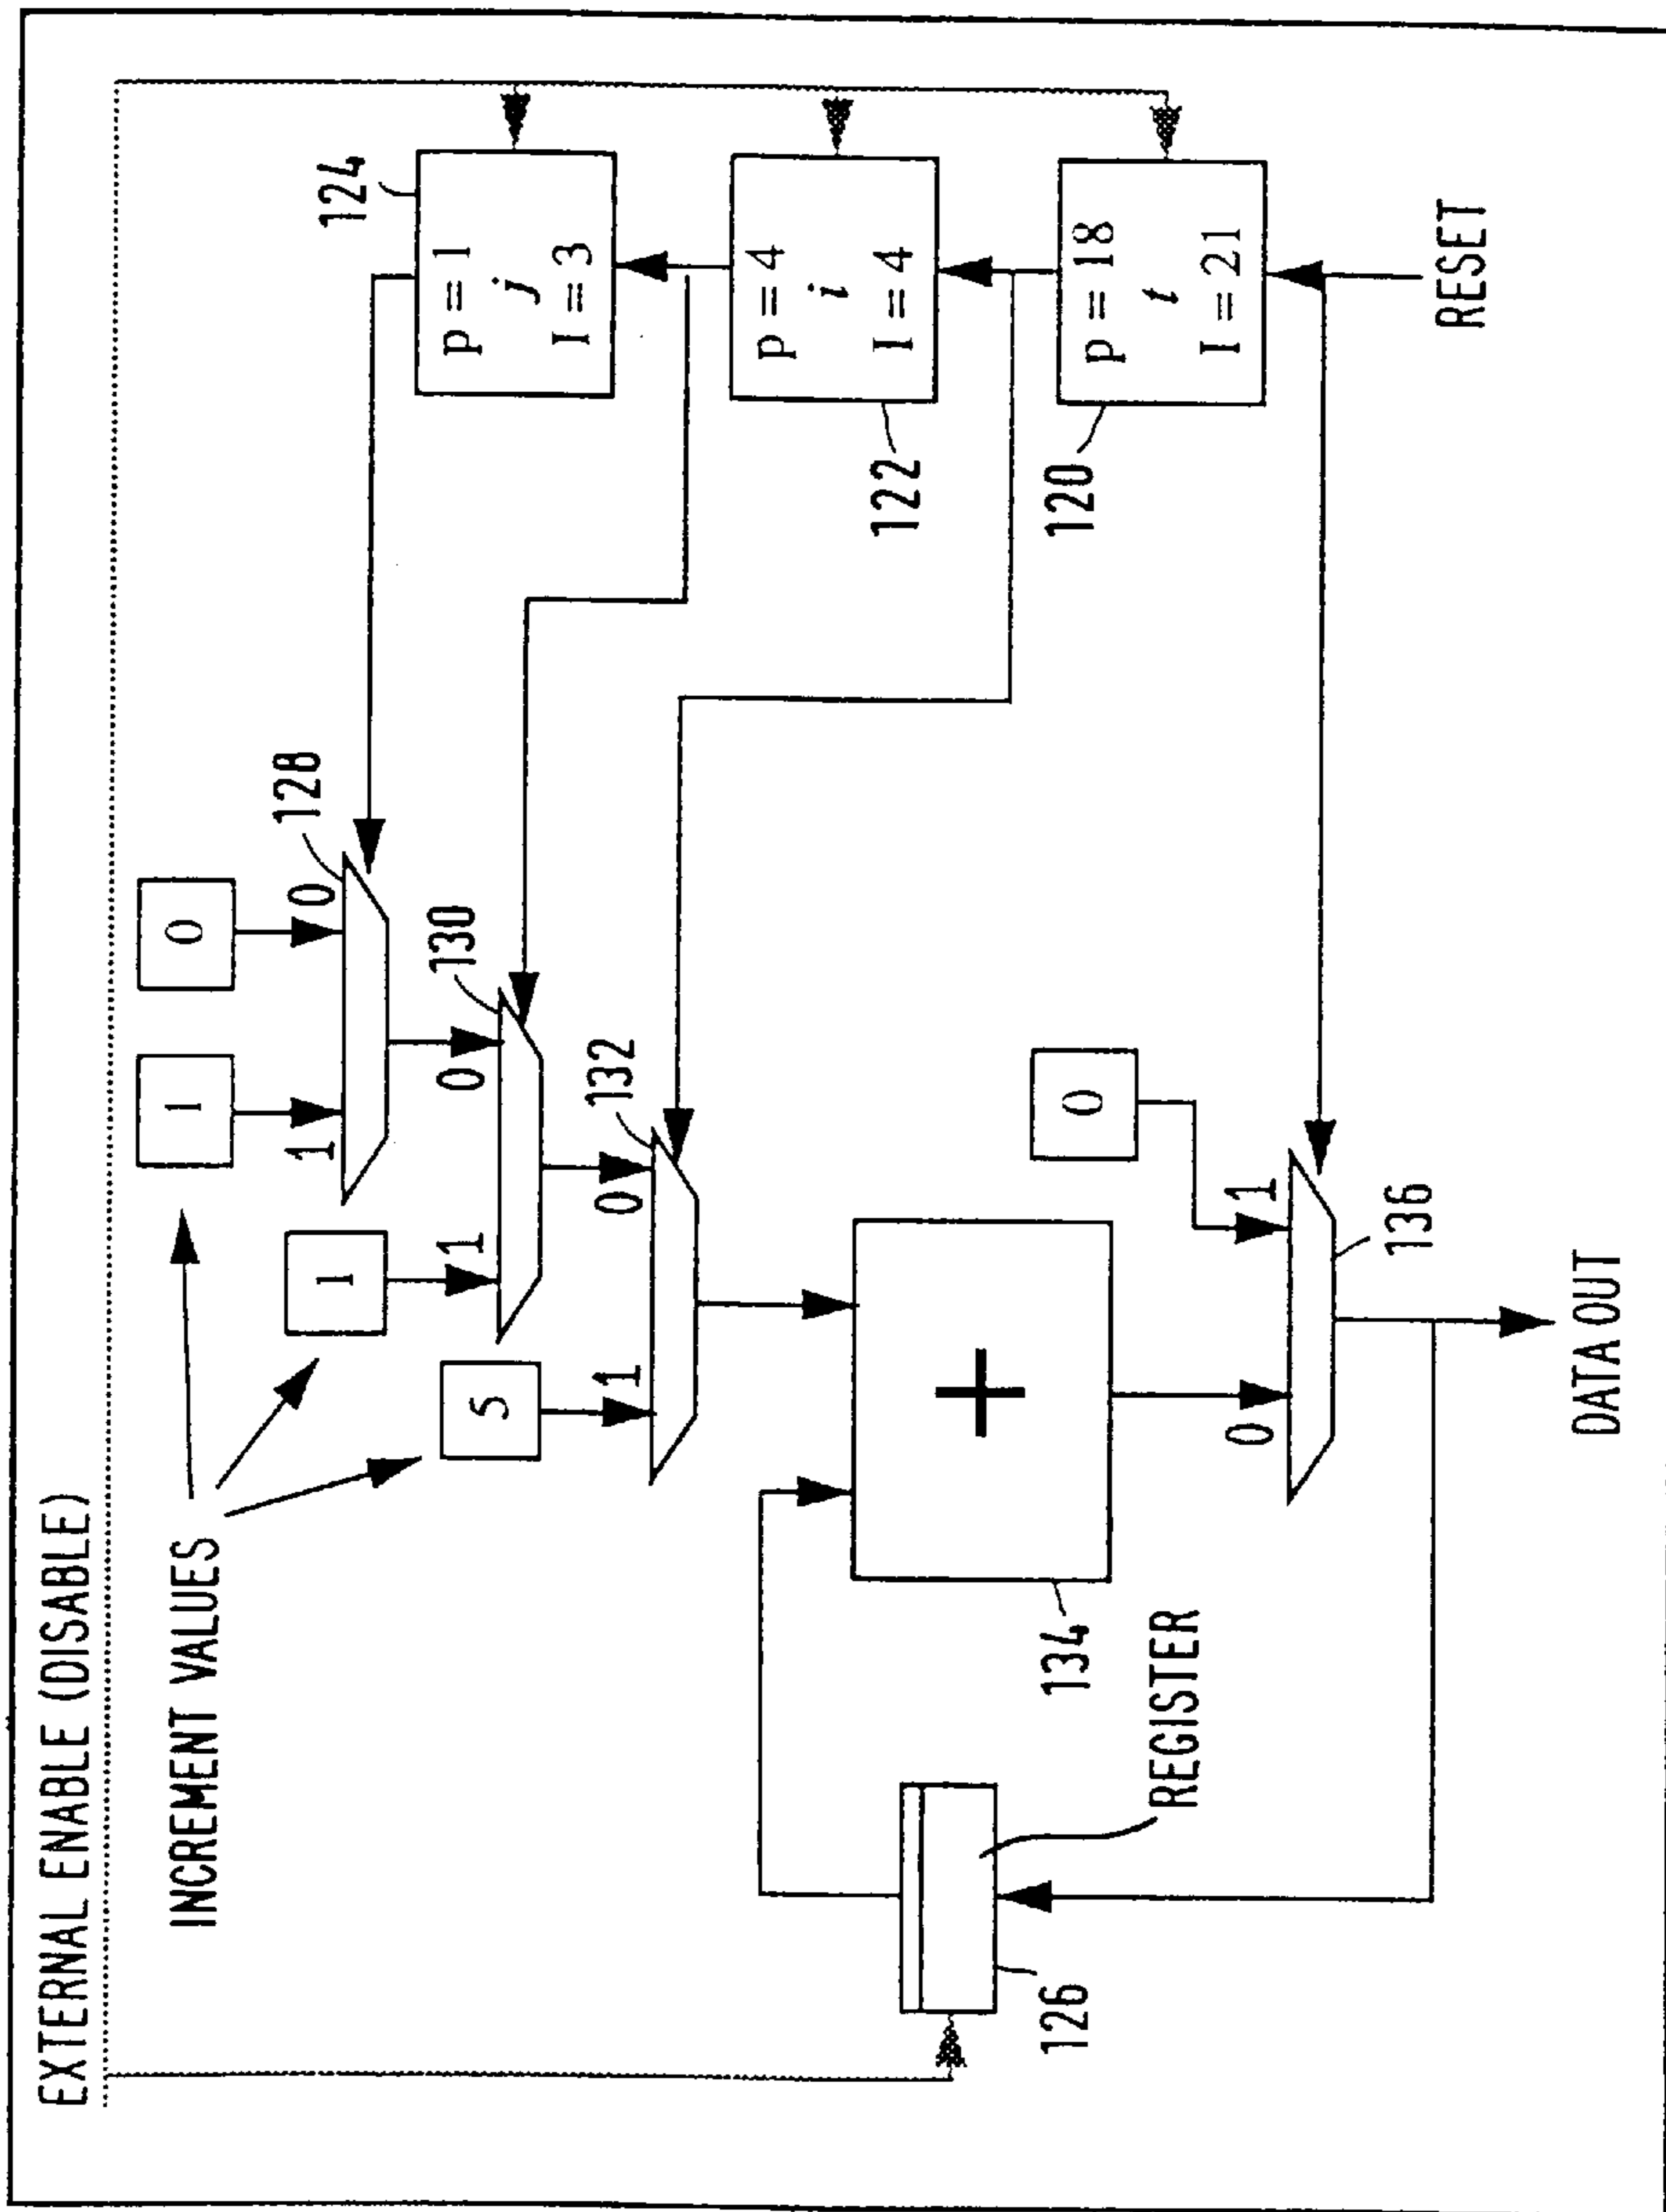 EXTERNAL ENABLE (DISABLE)
INCREMENT VALUES
1
0
1
0
128
1
1
0
130
5
1
0
132
P = 1
j
I = 3
124
P = 4
i
I = 4
122
P = 18
t
I = 21
120
RESET
+
134
0
0
1
136
REGISTER
126
DATA OUT